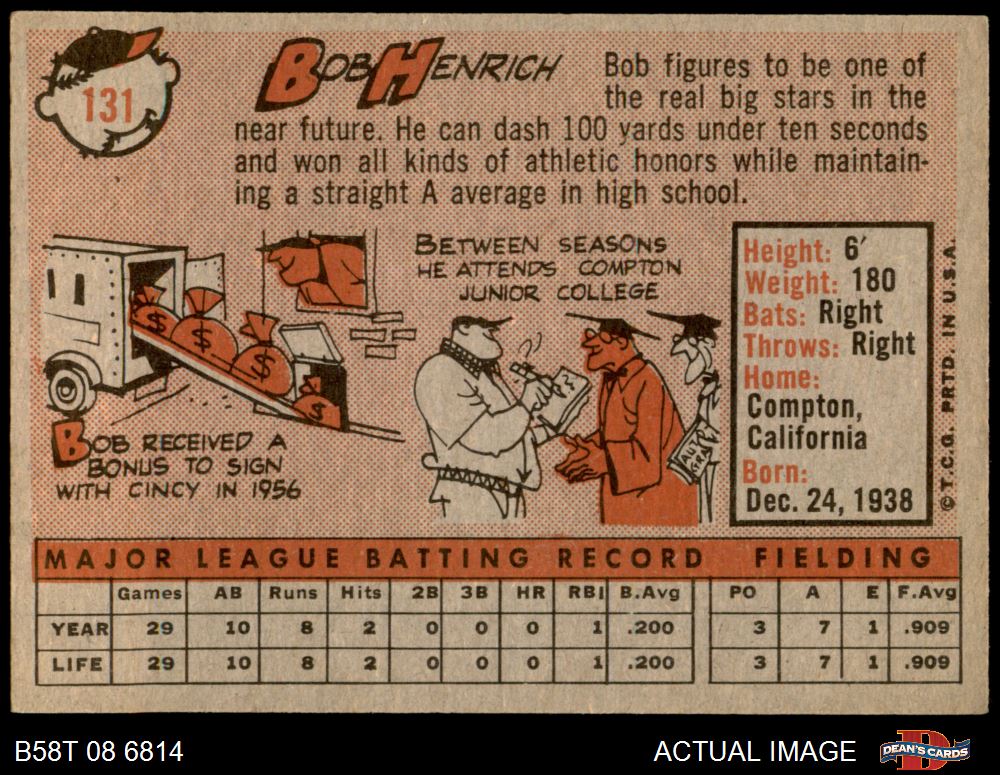 131
BOB HENRICH
Bob figures to be one of
the real big stars in the
near future. He can dash 100 yards under ten seconds
and won all kinds of athletic honors while maintain-
ing a straight A average in high school.
$ $ $ $
BOB RECEIVED A
BONUS TO SIGN
WITH CINCY IN 1956
BETWEEN SEASONS
HE ATTENDS COMPTON
JUNIOR COLLEGE
Height: 6'
Weight: 180
Bats: Right
Throws: Right
Home:
Compton,
California
Born:
Dec. 24, 1938
© T.C.G. PRTD. IN U.S.A.
MAJOR LEAGUE BATTING RECORD FIELDING
Games AB Runs Hits 2B 3B HR RBI B.Avg PO A E F.Avg
YEAR 29 10 8 2 0 0 0 1 .200 3 7 1 .909
LIFE 29 10 8 2 0 0 0 1 .200 3 7 1 .909
B58T 08 6814 ACTUAL IMAGE DEAN'S CARDS